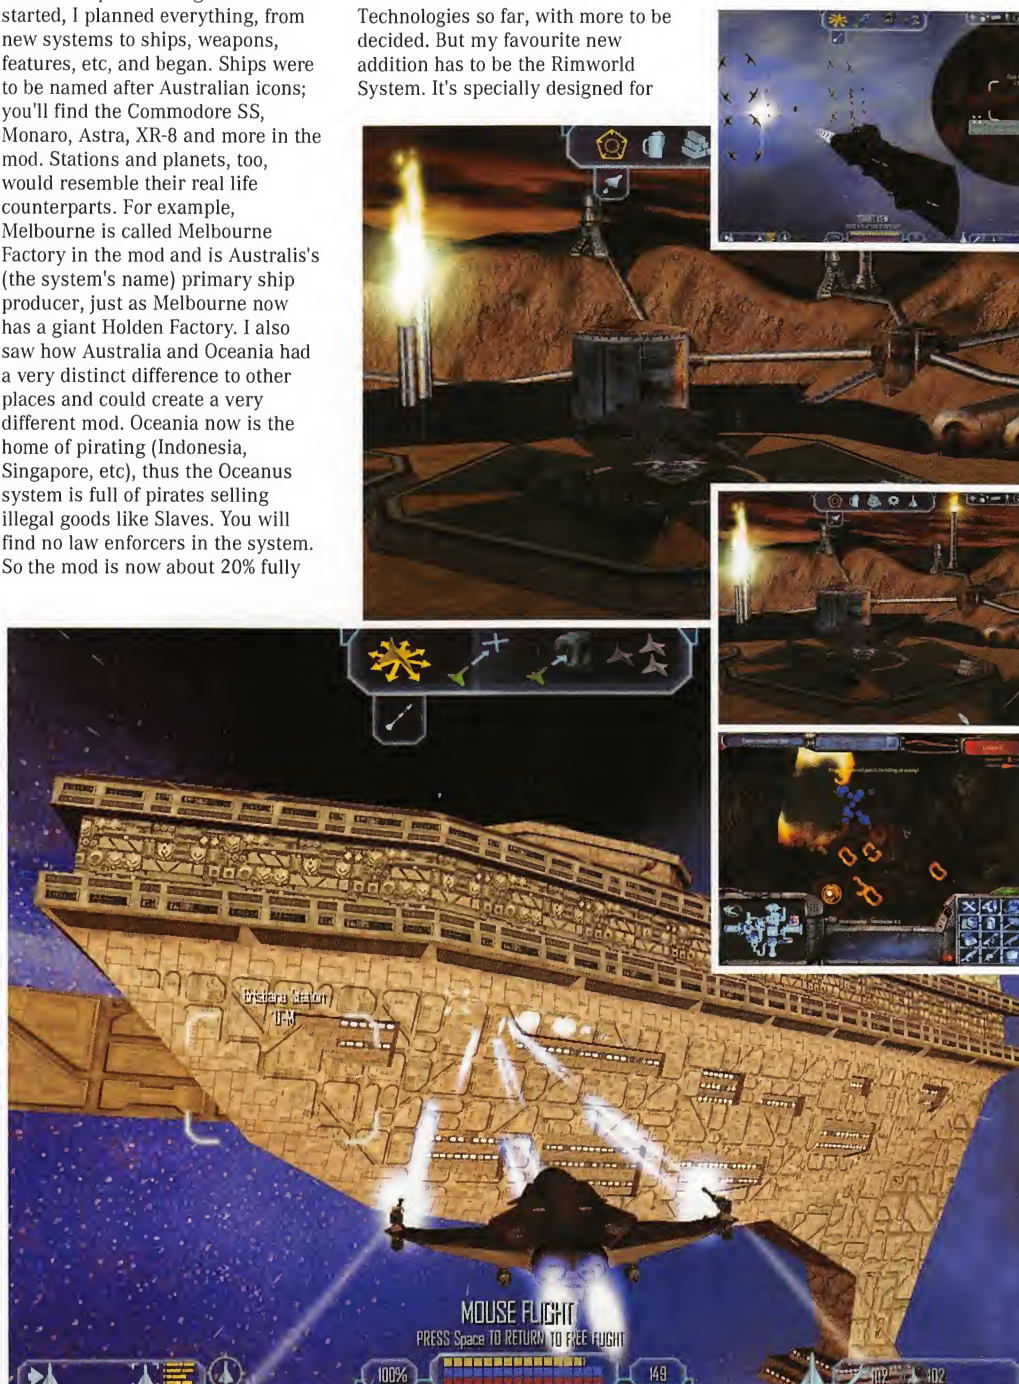 started, I planned everything, from
new systems to ships, weapons,
features, etc, and began. Ships were
to be named after Australian icons;
you'll find the Commodore SS,
Monaro, Astra, XR-8 and more in the
mod. Stations and planets, too,
would resemble their real life
counterparts. For example,
Melbourne is called Melbourne
Factory in the mod and is Australis's
(the system's name) primary ship
producer, just as Melbourne now
has a giant Holden Factory. I also
saw how Australia and Oceania had
a very distinct difference to other
places and could create a very
different mod. Oceania now is the
home of pirating (Indonesia,
Singapore, etc), thus the Oceanus
system is full of pirates selling
illegal goods like Slaves. You will
find no law enforcers in the system.
So the mod is now about 20% fully
Technologies so far, with more to be
decided. But my favourite new
addition has to be the Rimworld
System. It's specially designed for
TURRET VIEW
Station
MOUSE FLIGHT
PRESS Space TO RETURN TO FREE FLIGHT
100%
149
102
102